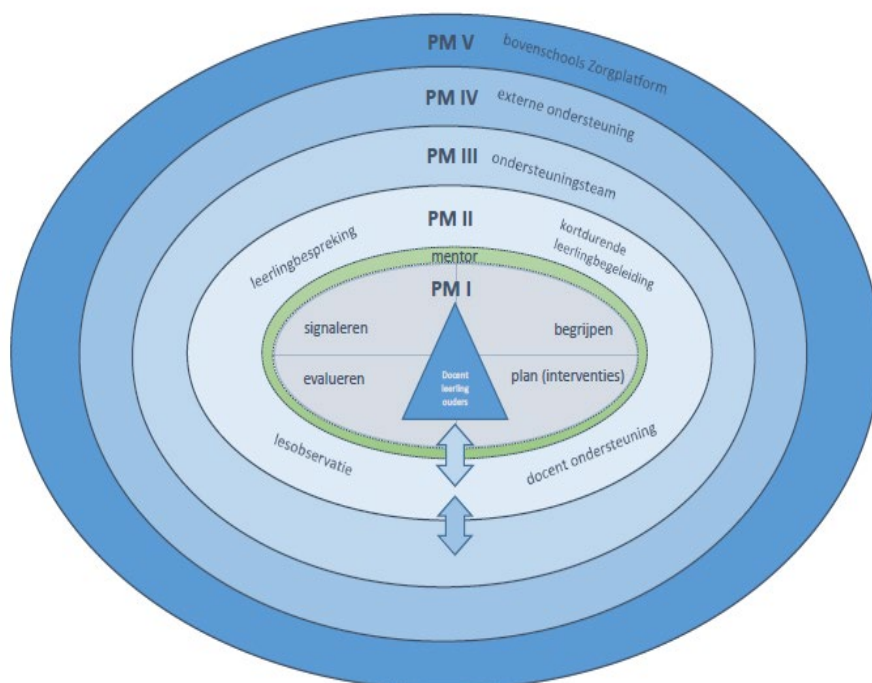 PM V
bovenschools Zorgplatform
PM IV
externe ondersteuning
PM III
ondersteuningsteam
PM II
leerlingbespreking
kortdurende
leerlingbegeleiding
mentor
PM I
signaleren
begrijpen
evalueren
plan (interventies)
Docent
leerling
ouders
lesobservatie
docent ondersteuning